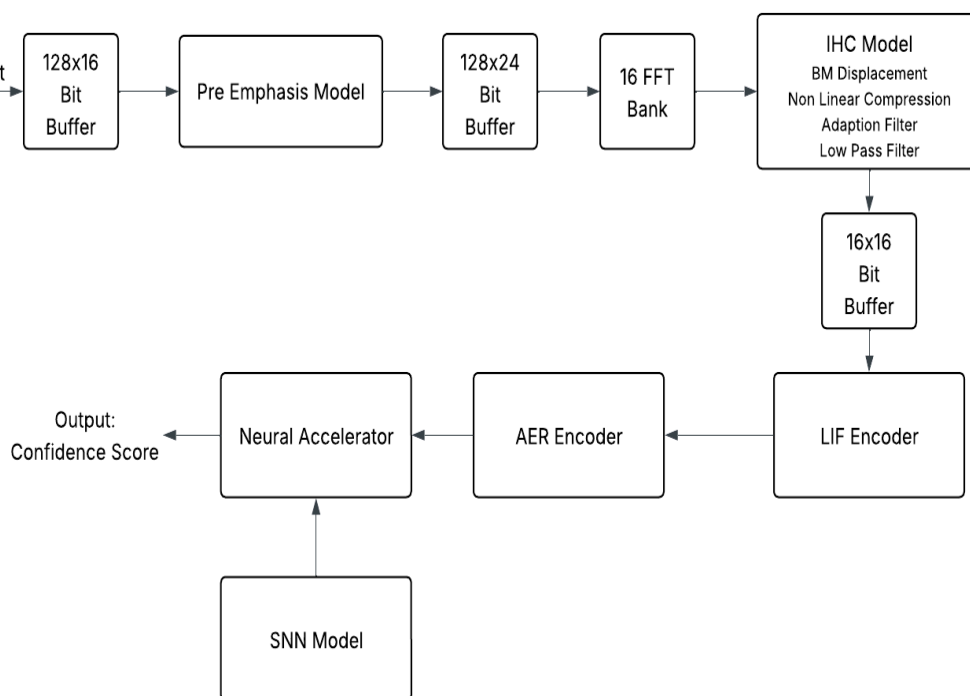 128x16
Bit
Buffer
Pre Emphasis Model
128x24
Bit
Buffer
16 FFT
Bank
IHC Model
BM Displacement
Non Linear Compression
Adaption Filter
Low Pass Filter
16x16
Bit
Buffer
LIF Encoder
AER Encoder
Neural Accelerator
Output:
Confidence Score
SNN Model